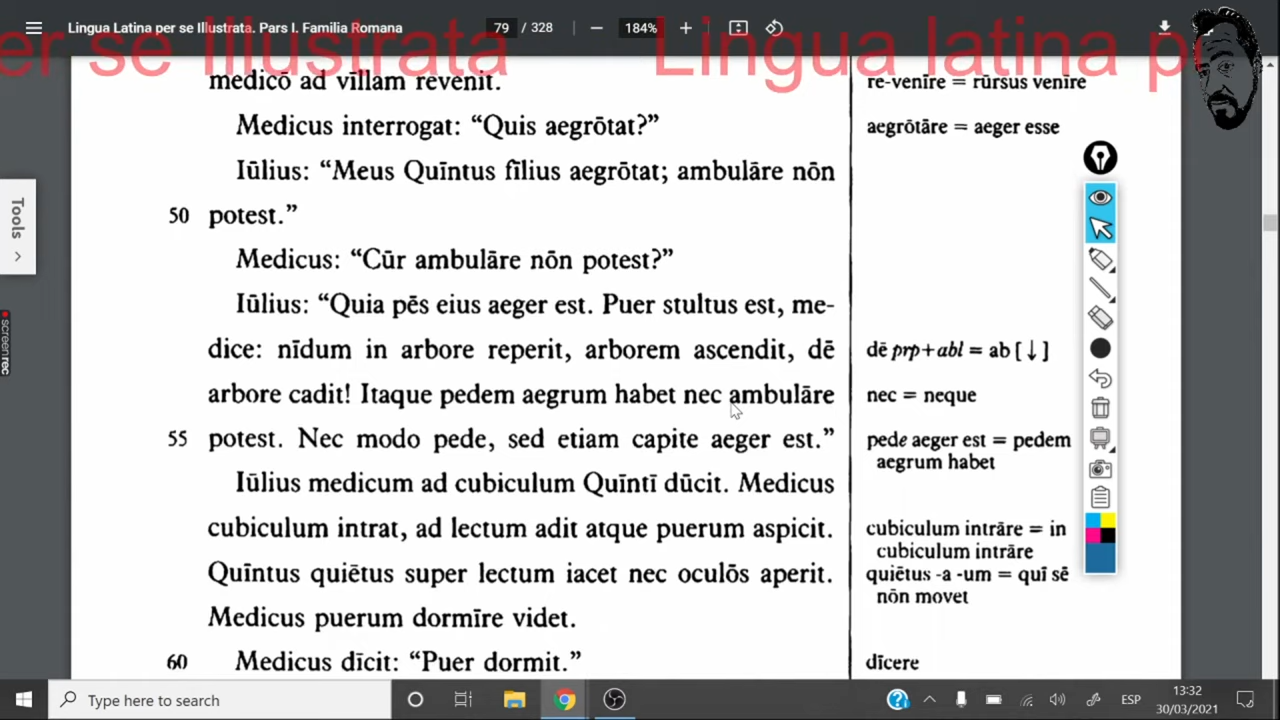 Lingua Latina per se Illustrata. Pars I. Familia Romana
79 / 328
184%
er se Illustrata
Lingua latina pe
medicō ad vīllam revenit.
Medicus interrogat: “Quis aegrōtat?”
Iūlius: “Meus Quīntus fīlius aegrōtat; ambulāre nōn
50 potest.”
Medicus: “Cūr ambulāre nōn potest?”
Iūlius: “Quia pēs eius aeger est. Puer stultus est, me-
dice: nīdum in arbore reperit, arborem ascendit, dē
arbore cadit! Itaque pedem aegrum habet nec ambulāre
55 potest. Nec modo pede, sed etiam capite aeger est.”
Iūlius medicum ad cubiculum Quīntī dūcit. Medicus
cubiculum intrat, ad lectum adit atque puerum aspicit.
Quīntus quiētus super lectum iacet nec oculōs aperit.
Medicus puerum dormīre videt.
60 Medicus dīcit: “Puer dormit.”
re-venīre = rūrsus venīre
aegrōtāre = aeger esse
dē prp+abl = ab [↓]
nec = neque
pede aeger est = pedem
aegrum habet
cubiculum intrāre = in
cubiculum intrāre
quiētus -a -um = quī sē
nōn movet
dīcere
Tools
screenrec
Type here to search
ESP
13:32
30/03/2021